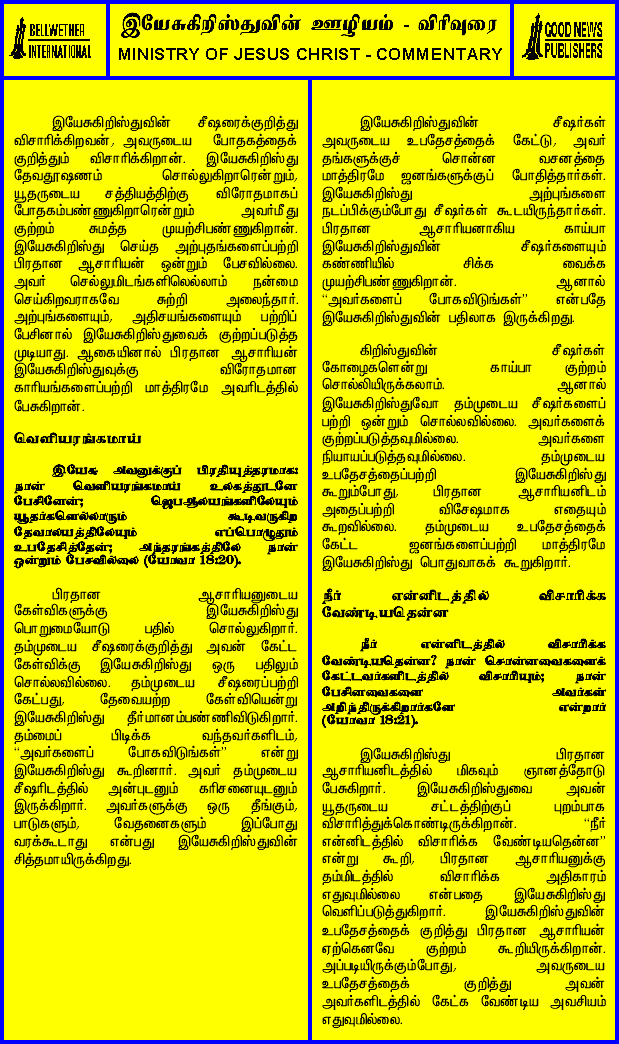 BELLWETHER
INTERNATIONAL
இயேசுகிறிஸ்துவின் ஊழியம் - விரிவுரை
MINISTRY OF JESUS CHRIST - COMMENTARY
GOOD NEWS
PUBLISHERS
இயேசுகிறிஸ்துவின் சீஷரைக்குறித்து
விசாரிக்கிறவன், அவருடைய போதகத்தைக்
குறித்தும் விசாரிக்கிறான். இயேசுகிறிஸ்து
தேவதூஷணம் சொல்லுகிறாரென்றும்,
யூதருடைய சத்தியத்திற்கு விரோதமாகப்
போதகம்பண்ணுகிறாரென்றும் அவர்மீது
குற்றம் சுமத்த முயற்சிபண்ணுகிறான்.
இயேசுகிறிஸ்து செய்த அற்புதங்களைப்பற்றி
பிரதான ஆசாரியன் ஒன்றும் பேசவில்லை.
அவர் செல்லுமிடங்களிலெல்லாம் நன்மை
செய்கிறவராகவே சுற்றி அலைந்தார்.
அற்புங்களையும், அதிசயங்களையும் பற்றிப்
பேசினால் இயேசுகிறிஸ்துவைக் குற்றப்படுத்த
முடியாது. ஆகையினால் பிரதான ஆசாரியன்
இயேசுகிறிஸ்துவுக்கு விரோதமான
காரியங்களைப்பற்றி மாத்திரமே அவரிடத்தில்
பேசுகிறான்.
வெளியரங்கமாய்
இயேசு அவனுக்குப் பிரதியுத்தரமாக:
நான் வெளியரங்கமாய் உலகத்துடனே
பேசினேன்; ஜெபஆலயங்களிலேயும்
யூதர்களெல்லாரும் கூடிவருகிற
தேவாலயத்திலேயும் எப்பொழுதும்
உபதேசித்தேன்; அந்தரங்கத்திலே நான்
ஒன்றும் பேசவில்லை (யோவா 18:20).
பிரதான ஆசாரியனுடைய
கேள்விகளுக்கு இயேசுகிறிஸ்து
பொறுமையோடு பதில் சொல்லுகிறார்.
தம்முடைய சீஷரைக்குறித்து அவன் கேட்ட
கேள்விக்கு இயேசுகிறிஸ்து ஒரு பதிலும்
சொல்லவில்லை. தம்முடைய சீஷரைப்பற்றி
கேட்பது, தேவையற்ற கேள்வியென்று
இயேசுகிறிஸ்து தீர்மானம்பண்ணிவிடுகிறார்.
தம்மைப் பிடிக்க வந்தவர்களிடம்,
“அவர்களைப் போகவிடுங்கள்” என்று
இயேசுகிறிஸ்து கூறினார். அவர் தம்முடைய
சீஷரிடத்தில் அன்புடனும் கரிசனையுடனும்
இருக்கிறார். அவர்களுக்கு ஒரு தீங்கும்,
பாடுகளும், வேதனைகளும் இப்போது
வரக்கூடாது என்பது இயேசுகிறிஸ்துவின்
சித்தமாயிருக்கிறது.
இயேசுகிறிஸ்துவின் சீஷர்கள்
அவருடைய உபதேசத்தைக் கேட்டு, அவர்
தங்களுக்குச் சொன்ன வசனத்தை
மாத்திரமே ஜனங்களுக்குப் போதித்தார்கள்.
இயேசுகிறிஸ்து அற்புங்களை
நடப்பிக்கும்போது சீஷர்கள் கூடயிருந்தார்கள்.
பிரதான ஆசாரியனாகிய காய்பா
இயேசுகிறிஸ்துவின் சீஷர்களையும்
கண்ணியில் சிக்க வைக்க
முயற்சிபண்ணுகிறான். ஆனால்
“அவர்களைப் போகவிடுங்கள்” என்பதே
இயேசுகிறிஸ்துவின் பதிலாக இருக்கிறது.
கிறிஸ்துவின் சீஷர்கள்
கோழைகளென்று காய்பா குற்றம்
சொல்லியிருக்கலாம். ஆனால்
இயேசுகிறிஸ்துவோ தம்முடைய சீஷர்களைப்
பற்றி ஒன்றும் சொல்லவில்லை. அவர்களைக்
குற்றப்படுத்தவுமில்லை. அவர்களை
நியாயப்படுத்தவுமில்லை. தம்முடைய
உபதேசத்தைப்பற்றி இயேசுகிறிஸ்து
கூறும்போது, பிரதான ஆசாரியனிடம்
அதைப்பற்றி விசேஷமாக எதையும்
கூறவில்லை. தம்முடைய உபதேசத்தைக்
கேட்ட ஜனங்களைப்பற்றி மாத்திரமே
இயேசுகிறிஸ்து பொதுவாகக் கூறுகிறார்.
நீர் என்னிடத்தில் விசாரிக்க
வேண்டியதென்ன
நீர் என்னிடத்தில் விசாரிக்க
வேண்டியதென்ன? நான் சொன்னவைகளைக்
கேட்டவர்களிடத்தில் விசாரியும்; நான்
பேசினவைகளை அவர்கள்
அறிந்திருக்கிறார்களே என்றார்
(யோவா 18:21).
இயேசுகிறிஸ்து பிரதான
ஆசாரியனிடத்தில் மிகவும் ஞானத்தோடு
பேசுகிறார். இயேசுகிறிஸ்துவை அவன்
யூதருடைய சட்டத்திற்குப் புறம்பாக
விசாரித்துக்கொண்டிருக்கிறான். “நீர்
என்னிடத்தில் விசாரிக்க வேண்டியதென்ன”
என்று கூறி, பிரதான ஆசாரியனுக்கு
தம்மிடத்தில் விசாரிக்க அதிகாரம்
எதுவுமில்லை என்பதை இயேசுகிறிஸ்து
வெளிப்படுத்துகிறார். இயேசுகிறிஸ்துவின்
உபதேசத்தைக் குறித்து பிரதான ஆசாரியன்
ஏற்கெனவே குற்றம் கூறியிருக்கிறான்.
அப்படியிருக்கும்போது, அவருடைய
உபதேசத்தைக் குறித்து அவன்
அவர்களிடத்தில் கேட்க வேண்டிய அவசியம்
எதுவுமில்லை.